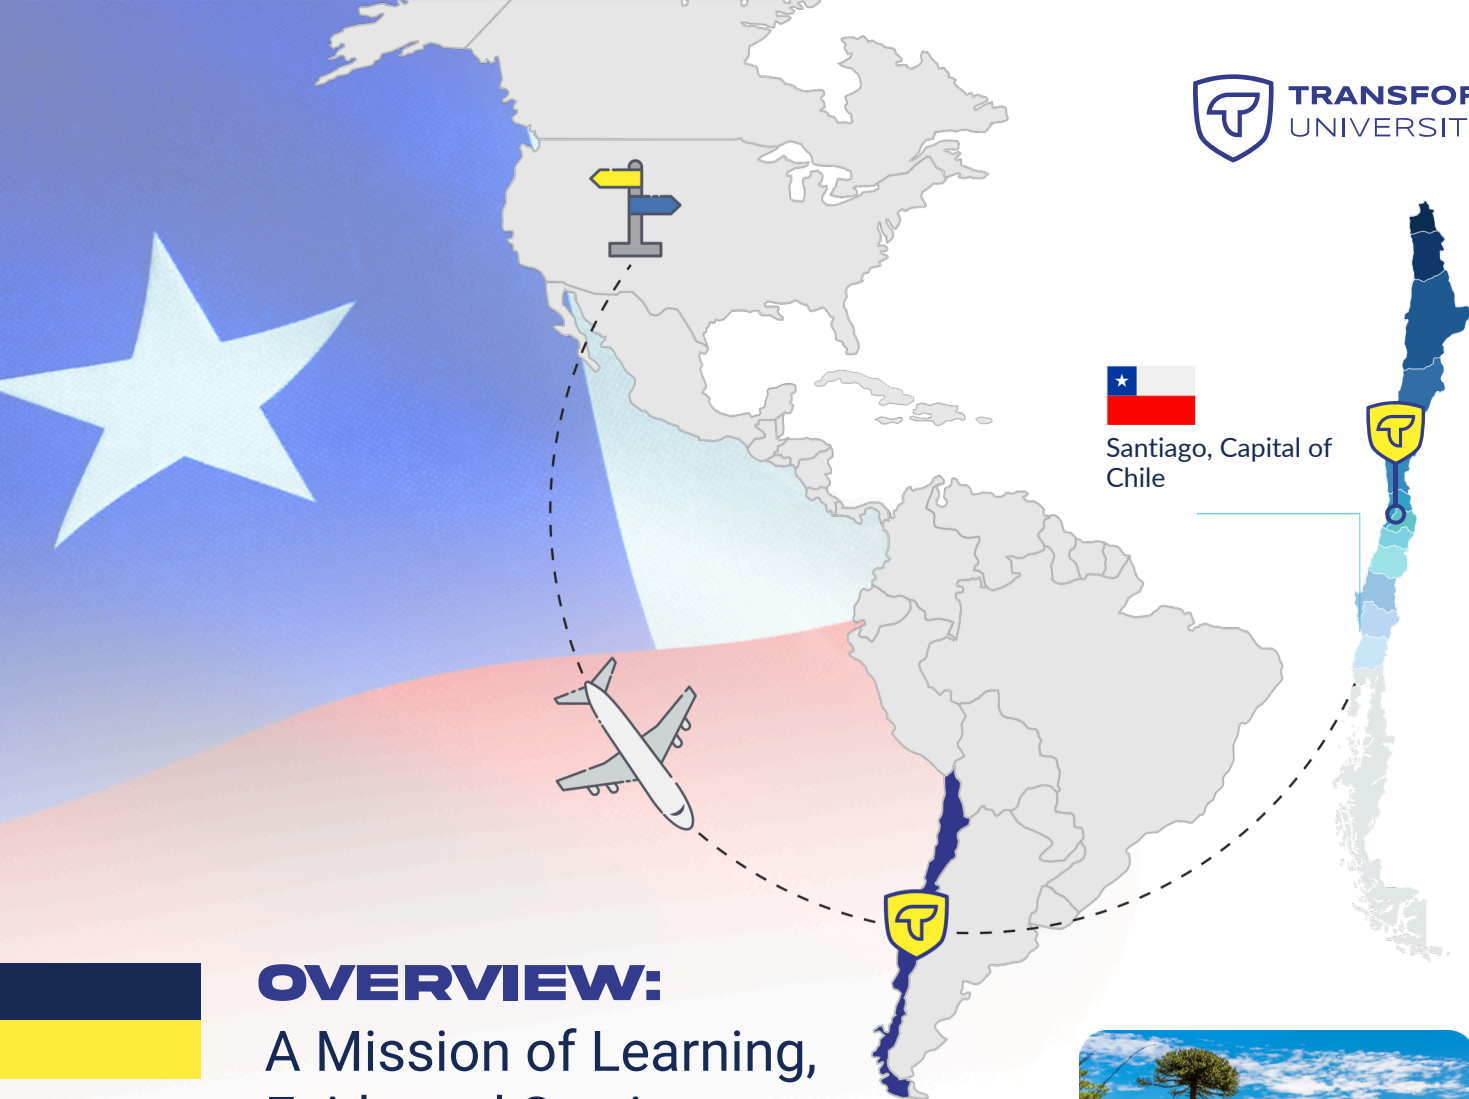 TRANSFOR
UNIVERSIT
Santiago, Capital of
Chile
OVERVIEW:
A Mission of Learning,